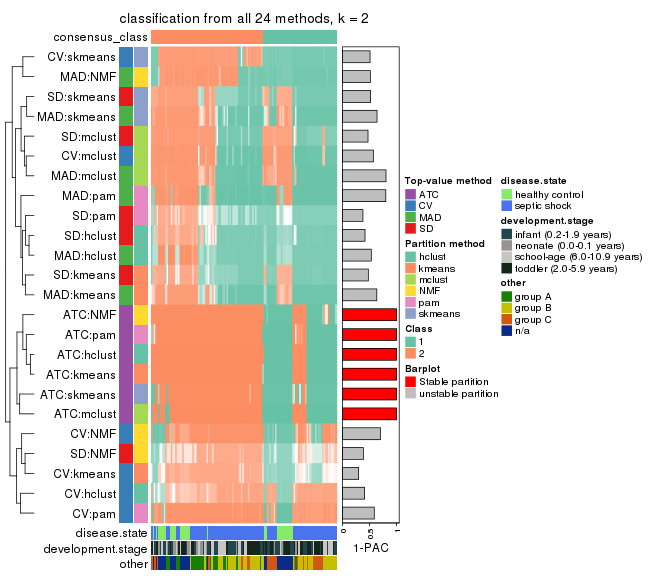 classification from all 24 methods, k = 2
consensus_class
CV:skmeans
MAD:NMF
SD:skmeans
MAD:skmeans
SD:mclust
CV:mclust
MAD:mclust
MAD:pam
SD:pam
SD:hclust
MAD:hclust
SD:kmeans
MAD:kmeans
ATC:NMF
ATC:pam
ATC:hclust
ATC:kmeans
ATC:skmeans
ATC:mclust
CV:NMF
SD:NMF
CV:kmeans
CV:hclust
CV:pam
disease.state
development.stage
other
0 0.5 1
1-PAC
Top-value method
ATC
CV
MAD
SD
Partition method
hclust
kmeans
mclust
NMF
pam
skmeans
Class
1
2
Barplot
Stable partition
unstable partition
disease.state
healthy control
septic shock
development.stage
infant (0.2-1.9 years)
neonate (0.0-0.1 years)
school-age (6.0-10.9 years)
toddler (2.0-5.9 years)
other
group A
group B
group C
n/a